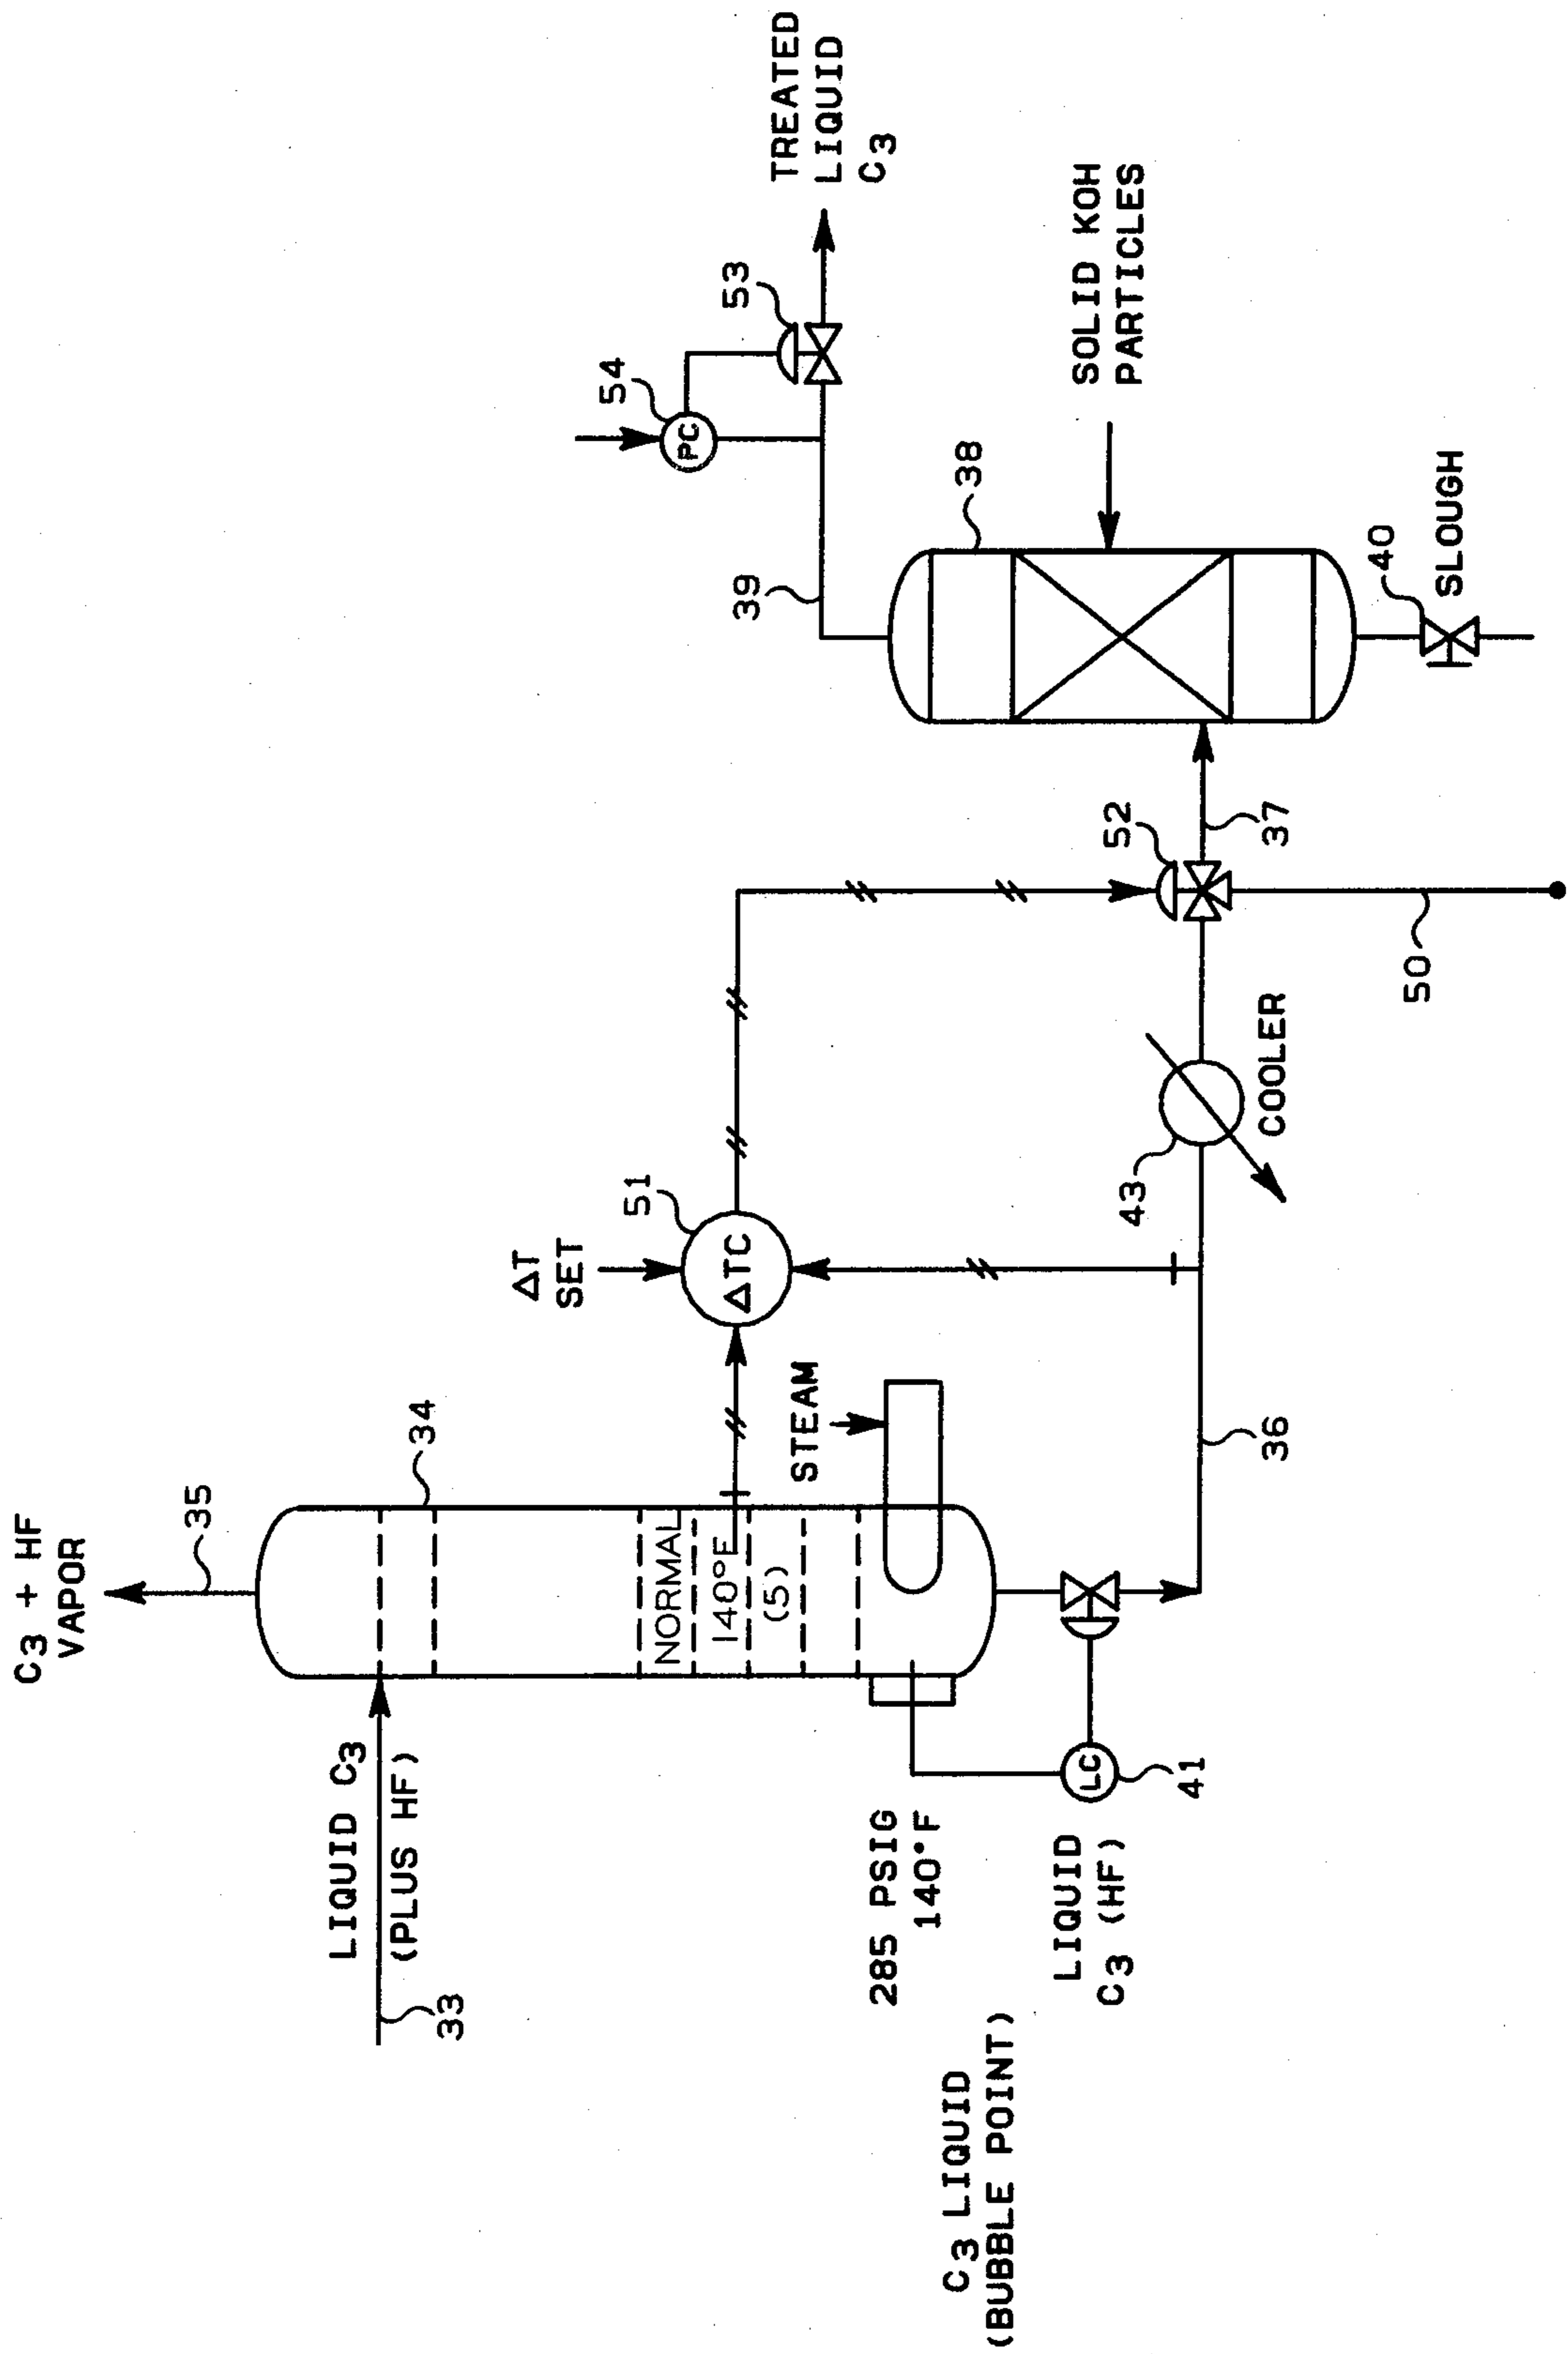 C3 + HF
VAPOR
35
34
LIQUID C3
(PLUS HF)
33
NORMAL
140°F
(5)
ΔT
SET
51
ΔTC
STEAM
285 PSIG
140°F
C3 LIQUID
(BUBBLE POINT)
LIQUID
C3 (HF)
LC
41
36
43
COOLER
52
50
37
38
39
40
SLOUGH
SOLID KOH
PARTICLES
54
PC
53
TREATED
LIQUID
C3